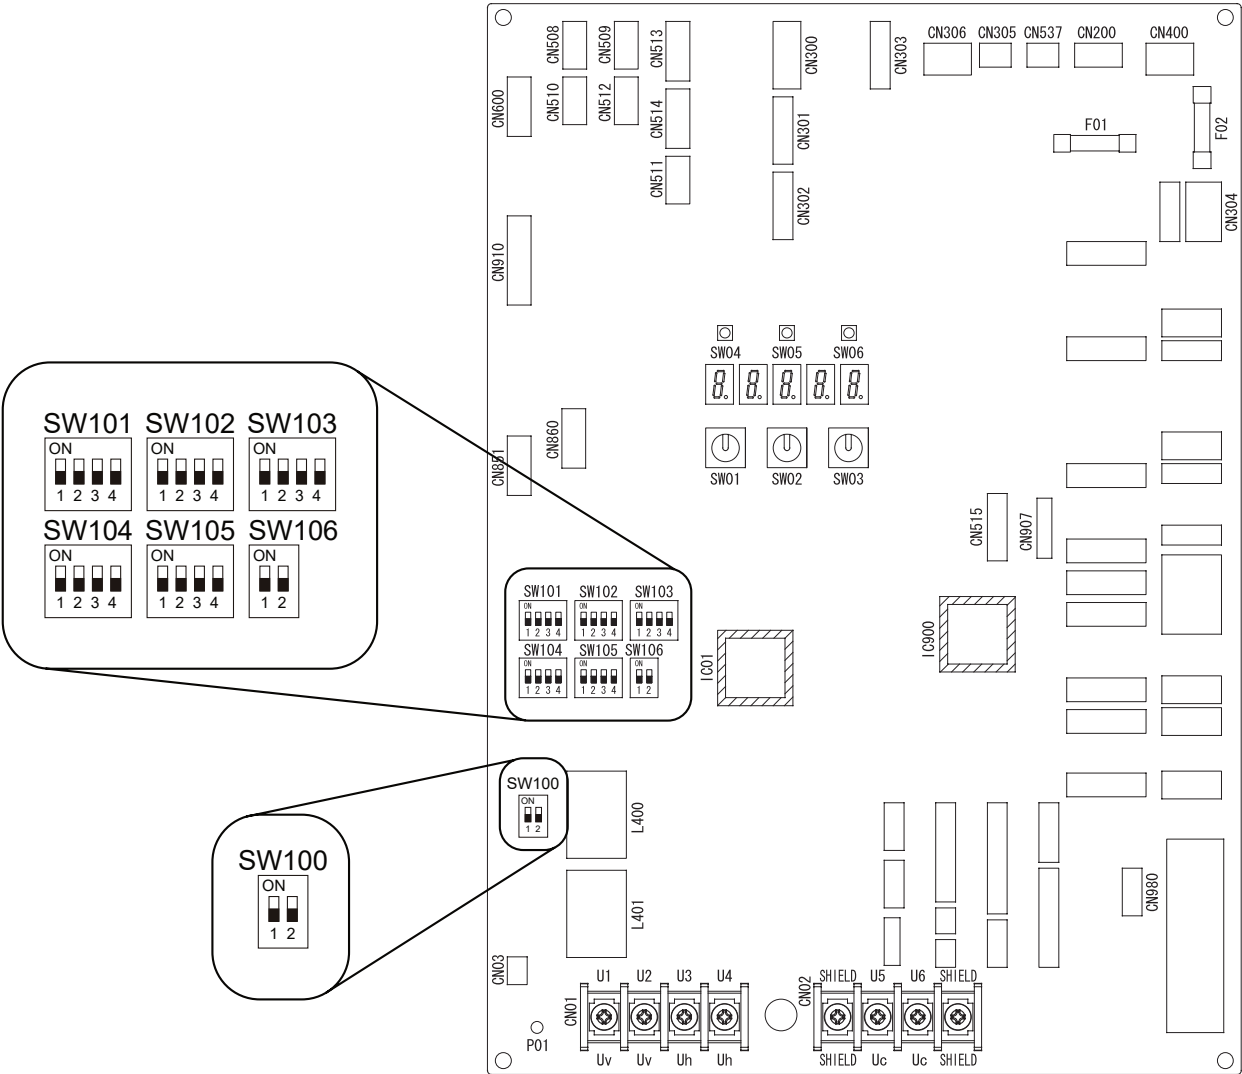 CN508
CN509
CN513
CN300
CN303
CN306 CN305 CN537 CN200 CN400
CN600
CN510
CN512
CN514
CN301
F01
F02
CN511
CN302
CN304
CN910
SW04 SW05 SW06
8. 8. 8. 8. 8.
CN860
CN851
SW01 SW02 SW03
CN515
CN907
SW101 SW102 SW103
ON ON ON
1 2 3 4 1 2 3 4 1 2 3 4
SW104 SW105 SW106
ON ON ON
1 2 3 4 1 2 3 4 1 2
SW101 SW102 SW103
ON ON ON
1 2 3 4 1 2 3 4 1 2 3 4
SW104 SW105 SW106
ON ON ON
1 2 3 4 1 2 3 4 1 2
IC01
IC900
SW100
ON
1 2
L400
SW100
ON
1 2
L401
CN980
CN03
CN01
U1 U2 U3 U4
CN02
SHIELD U5 U6 SHIELD
P01
Uv Uv Uh Uh
SHIELD Uc Uc SHIELD